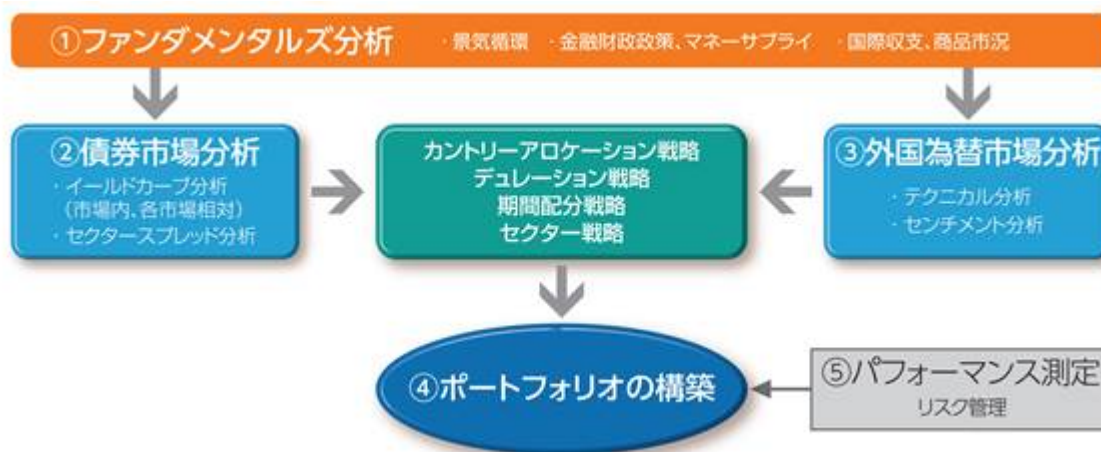 ①ファンダメンタルズ分析 ・景気循環 ・金融財政政策、マネーサプライ ・国際収支、商品市況
②債券市場分析
・イールドカーブ分析
（市場内、各市場相対）
・セクタースプレッド分析
カントリーアロケーション戦略
デュレーション戦略
期間配分戦略
セクター戦略
③外国為替市場分析
・テクニカル分析
・センチメント分析
④ポートフォリオの構築
⑤パフォーマンス測定
リスク管理